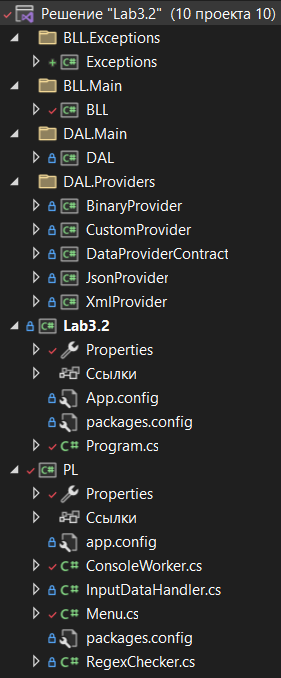 Решение "Lab3.2" (10 проекта 10)
BLL.Exceptions
C# Exceptions
BLL.Main
C# BLL
DAL.Main
C# DAL
DAL.Providers
C# BinaryProvider
C# CustomProvider
C# DataProviderContract
C# JsonProvider
C# XmlProvider
C# Lab3.2
Properties
Ссылки
App.config
packages.config
C# Program.cs
C# PL
Properties
Ссылки
app.config
C# ConsoleWorker.cs
C# InputDataHandler.cs
C# Menu.cs
packages.config
C# RegexChecker.cs